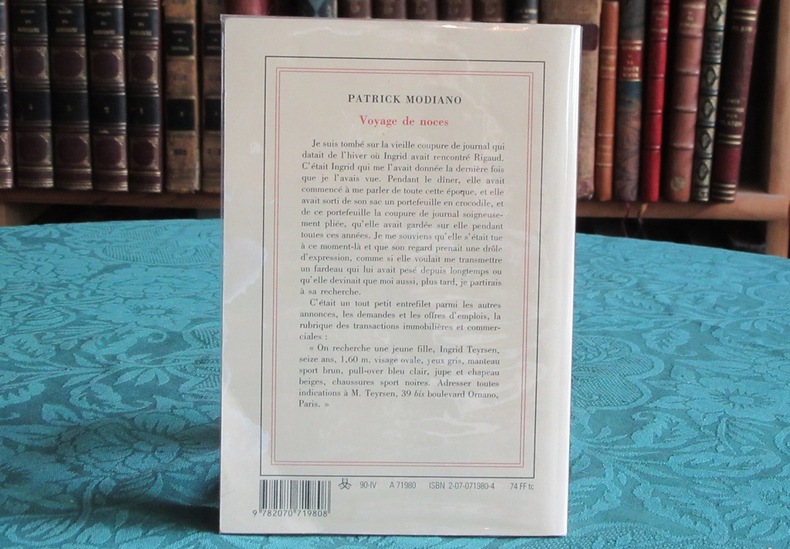 PATRICK MODIANO
Voyage de noces
Je suis tombé sur la vieille coupure de journal qui
datait de l'hiver où Ingrid avait rencontré Rigaud.
C'était Ingrid qui me l'avait donnée la dernière fois
que je l'avais vue. Pendant le dîner, elle avait
commencé à me parler de toute cette époque, et elle
avait sorti de son sac un portefeuille en crocodile, et
de ce portefeuille la coupure de journal soigneuse-
ment pliée, qu'elle avait gardée sur elle pendant
toutes ces années. Je me souviens qu'elle s'était tue
à ce moment-là et que son regard prenait une drôle
d'expression, comme si elle voulait me transmettre
un fardeau qui lui avait pesé depuis longtemps ou
qu'elle devinait que moi aussi, plus tard, je partirais
à sa recherche.
C'était un tout petit entrefilet parmi les autres
annonces, les demandes et les offres d'emplois, la
rubrique des transactions immobilières et commer-
ciales :
« On recherche une jeune fille, Ingrid Teyrsen,
seize ans, 1,60 m, visage ovale, yeux gris, manteau
sport brun, pull-over bleu clair, jupe et chapeau
beiges, chaussures sport noires. Adresser toutes
indications à M. Teyrsen, 39 bis boulevard Ornano,
Paris. »
90-IV A 71980 ISBN 2-07-071980-4 74 FF tc
9 782070 719808